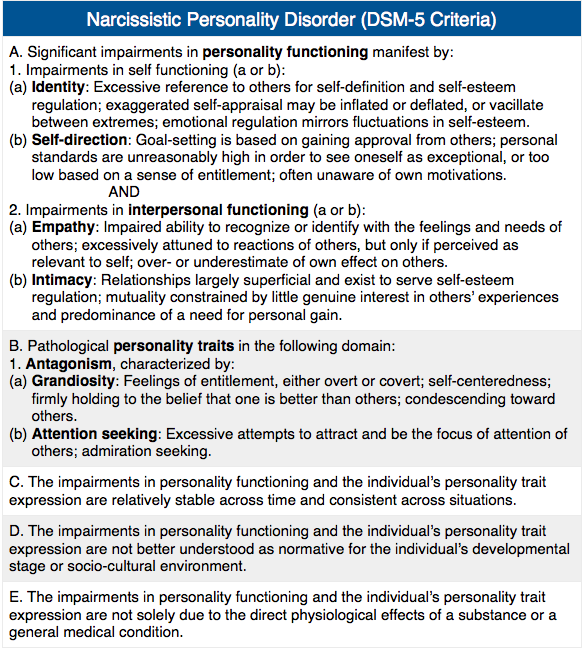 Narcissistic Personality Disorder (DSM-5 Criteria)
A. Significant impairments in personality functioning manifest by:
1. Impairments in self functioning (a or b):
(a) Identity: Excessive reference to others for self-definition and self-esteem
regulation; exaggerated self-appraisal may be inflated or deflated, or vacillate
between extremes; emotional regulation mirrors fluctuations in self-esteem.
(b) Self-direction: Goal-setting is based on gaining approval from others; personal
standards are unreasonably high in order to see oneself as exceptional, or too
low based on a sense of entitlement; often unaware of own motivations.
AND
2. Impairments in interpersonal functioning (a or b):
(a) Empathy: Impaired ability to recognize or identify with the feelings and needs of
others; excessively attuned to reactions of others, but only if perceived as
relevant to self; over- or underestimate of own effect on others.
(b) Intimacy: Relationships largely superficial and exist to serve self-esteem
regulation; mutuality constrained by little genuine interest in others' experiences
and predominance of a need for personal gain.
B. Pathological personality traits in the following domain:
1. Antagonism, characterized by:
(a) Grandiosity: Feelings of entitlement, either overt or covert; self-centeredness;
firmly holding to the belief that one is better than others; condescending toward
others.
(b) Attention seeking: Excessive attempts to attract and be the focus of attention of
others; admiration seeking.
C. The impairments in personality functioning and the individual's personality trait
expression are relatively stable across time and consistent across situations.
D. The impairments in personality functioning and the individual's personality trait
expression are not better understood as normative for the individual's developmental
stage or socio-cultural environment.
E. The impairments in personality functioning and the individual's personality trait
expression are not solely due to the direct physiological effects of a substance or a
general medical condition.